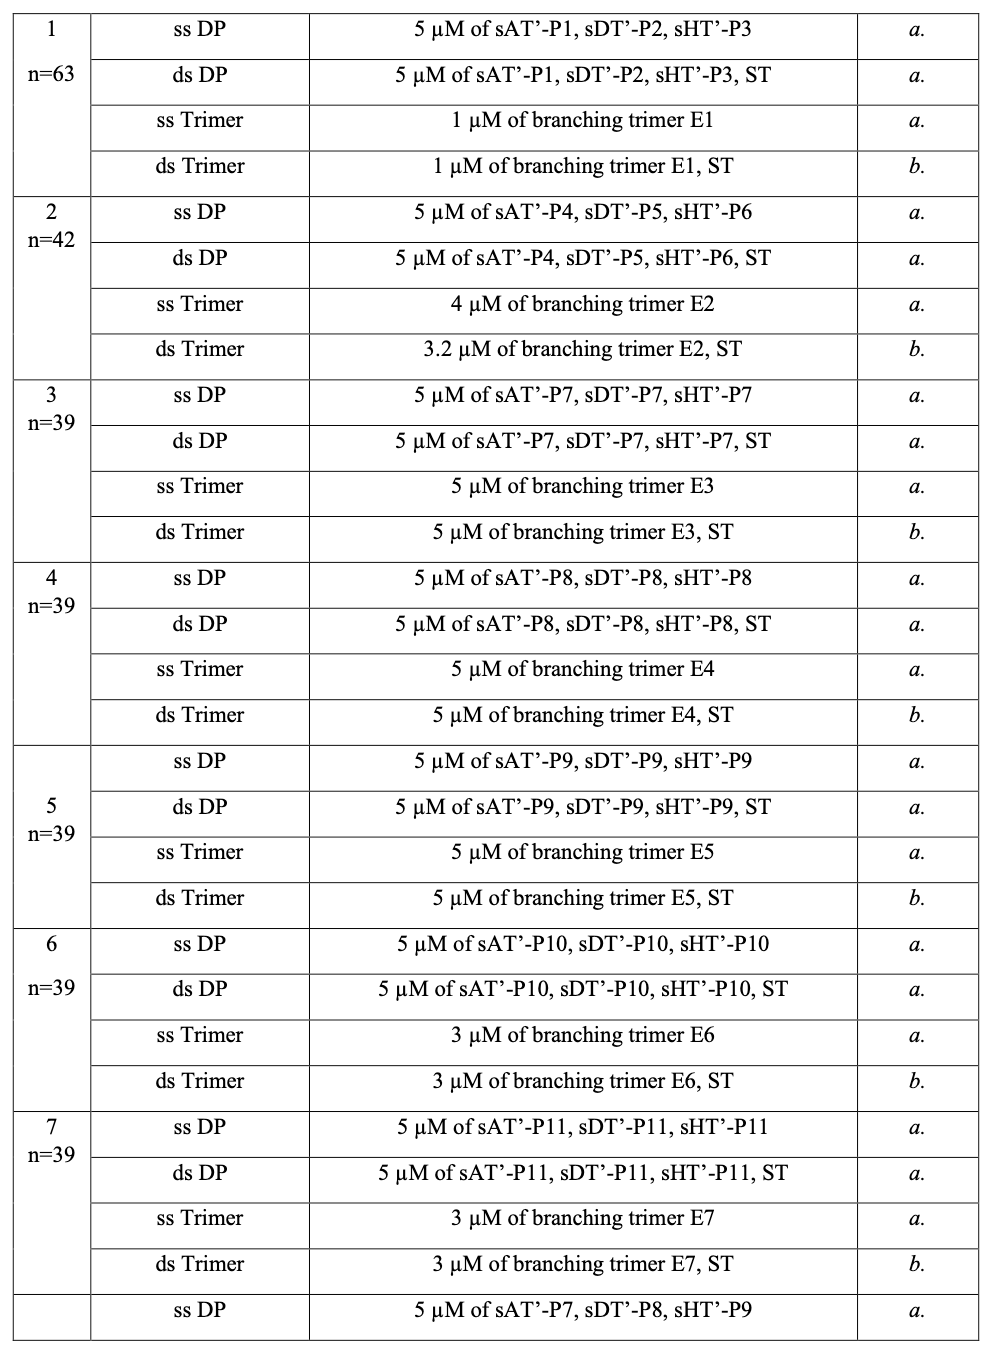 1 ss DP 5 μM of sAT’-P1, sDT’-P2, sHT’-P3 a.
n=63 ds DP 5 μM of sAT’-P1, sDT’-P2, sHT’-P3, ST a.
ss Trimer 1 μM of branching trimer E1 a.
ds Trimer 1 μM of branching trimer E1, ST b.
2 ss DP 5 μM of sAT’-P4, sDT’-P5, sHT’-P6 a.
n=42
ds DP 5 μM of sAT’-P4, sDT’-P5, sHT’-P6, ST a.
ss Trimer 4 μM of branching trimer E2 a.
ds Trimer 3.2 μM of branching trimer E2, ST b.
3 ss DP 5 μM of sAT’-P7, sDT’-P7, sHT’-P7 a.
n=39
ds DP 5 μM of sAT’-P7, sDT’-P7, sHT’-P7, ST a.
ss Trimer 5 μM of branching trimer E3 a.
ds Trimer 5 μM of branching trimer E3, ST b.
4 ss DP 5 μM of sAT’-P8, sDT’-P8, sHT’-P8 a.
n=39
ds DP 5 μM of sAT’-P8, sDT’-P8, sHT’-P8, ST a.
ss Trimer 5 μM of branching trimer E4 a.
ds Trimer 5 μM of branching trimer E4, ST b.
ss DP 5 μM of sAT’-P9, sDT’-P9, sHT’-P9 a.
5 ds DP 5 μM of sAT’-P9, sDT’-P9, sHT’-P9, ST a.
n=39
ss Trimer 5 μM of branching trimer E5 a.
ds Trimer 5 μM of branching trimer E5, ST b.
6 ss DP 5 μM of sAT’-P10, sDT’-P10, sHT’-P10 a.
n=39 ds DP 5 μM of sAT’-P10, sDT’-P10, sHT’-P10, ST a.
ss Trimer 3 μM of branching trimer E6 a.
ds Trimer 3 μM of branching trimer E6, ST b.
7 ss DP 5 μM of sAT’-P11, sDT’-P11, sHT’-P11 a.
n=39
ds DP 5 μM of sAT’-P11, sDT’-P11, sHT’-P11, ST a.
ss Trimer 3 μM of branching trimer E7 a.
ds Trimer 3 μM of branching trimer E7, ST b.
ss DP 5 μM of sAT’-P7, sDT’-P8, sHT’-P9 a.